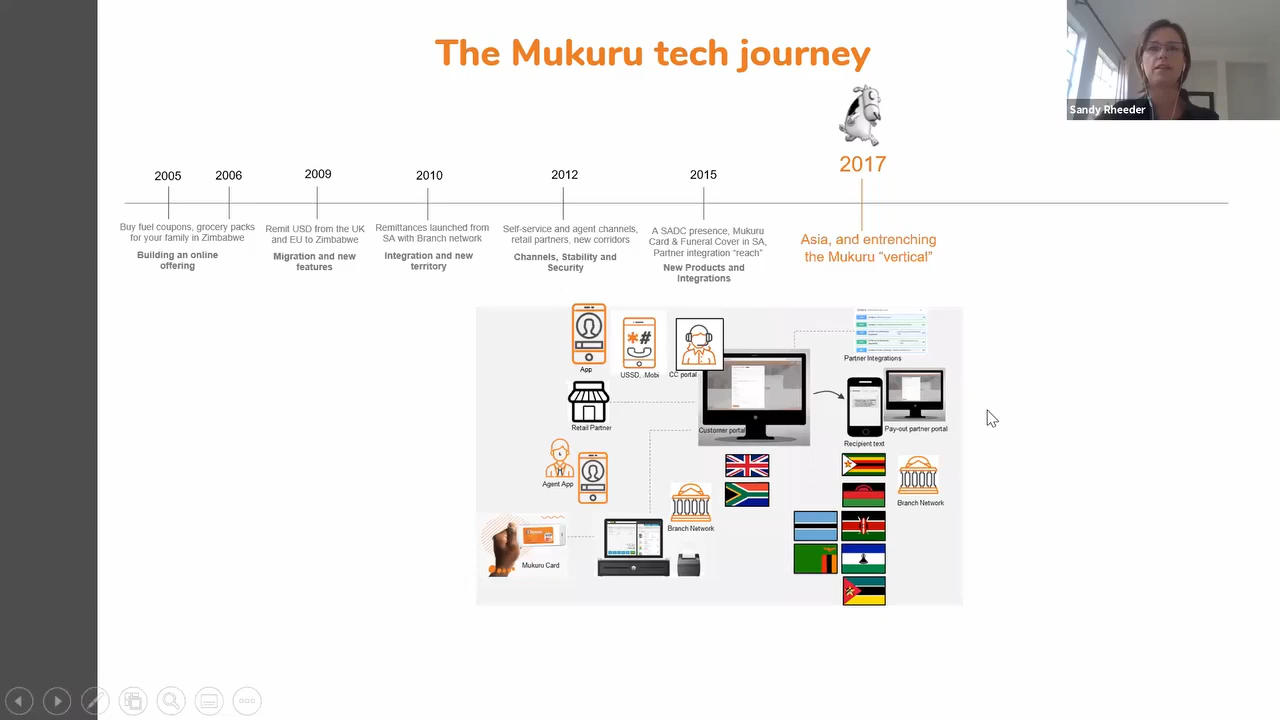 The Mukuru tech journey
Sandy Rheeder
2005
2006
2009
2010
2012
2015
2017
Buy fuel coupons, grocery packs
for your family in Zimbabwe
Building an online
offering
Remit USD from the UK
and EU to Zimbabwe
Migration and new
features
Remittances launched from
SA with Branch network
Integration and new
territory
Self-service and agent channels,
retail partners, new corridors
Channels, Stability and
Security
A SADC presence, Mukuru
Card & Funeral Cover in SA,
Partner integration “reach”
New Products and
Integrations
Asia, and entrenching
the Mukuru “vertical”
App
*#
USSD, .Mobi
CC portal
Partner Integrations
Retail Partner
Customer portal
Recipient text
Pay-out partner portal
Agent App
Branch Network
Branch Network
Mukuru Card